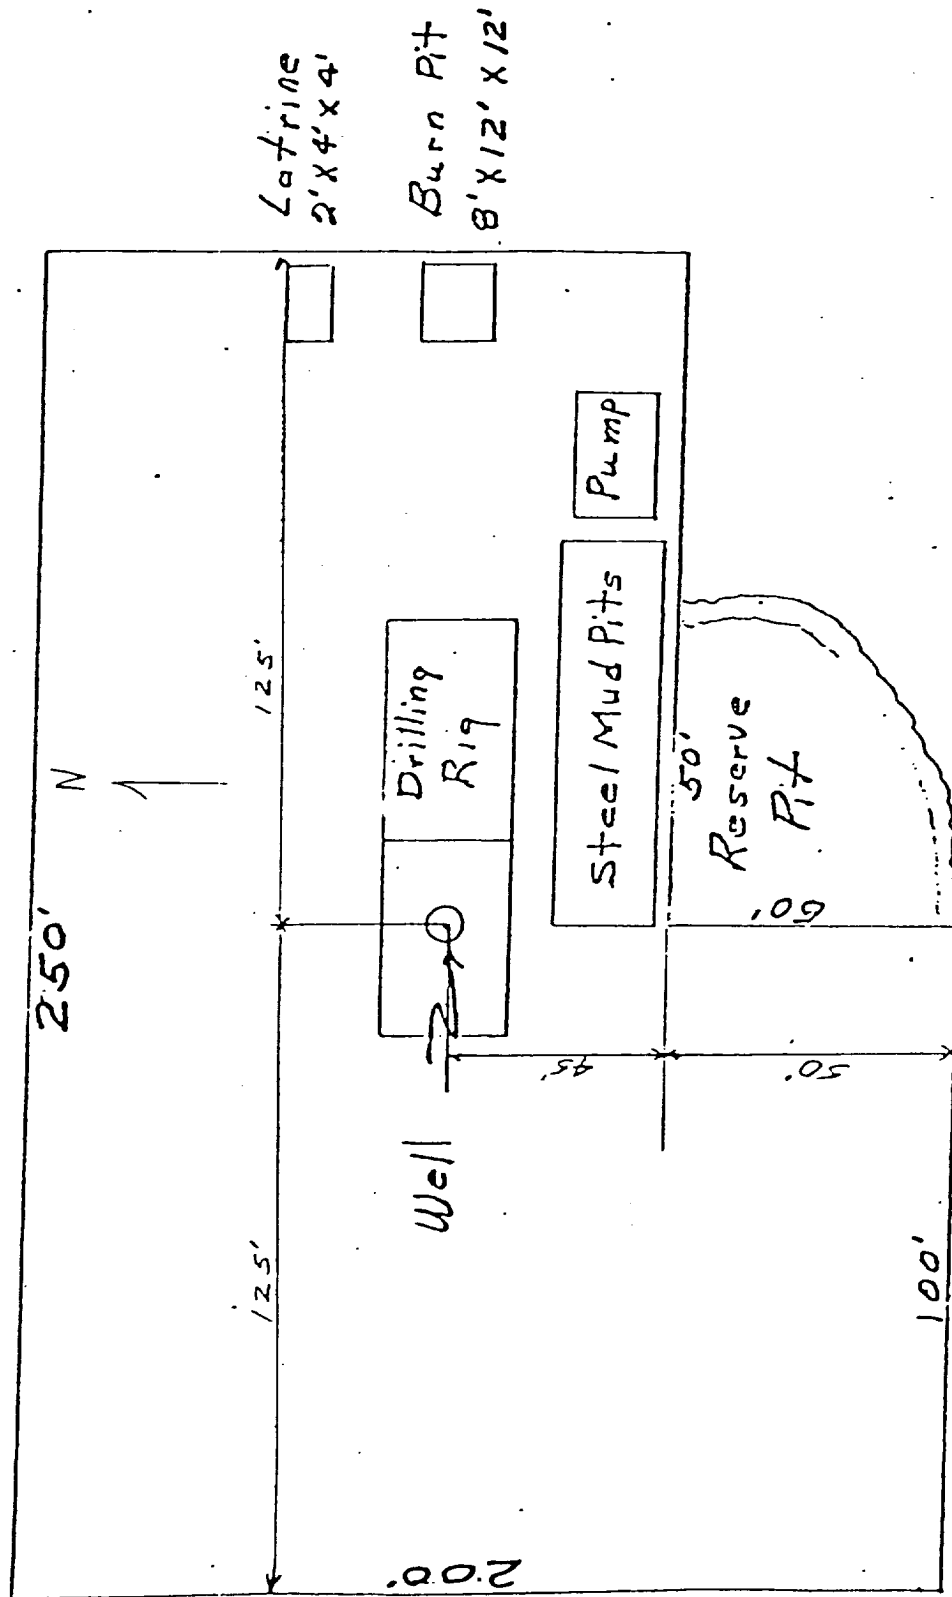 Latrine
2'X4'X4'
Burn Pit
8'X12'X12'
250'
N
125'
125'
Drilling
Rig
Pump
Steel Mud Pits
Well
45'
50'
Reserve
Pit
60'
50'
200'
100'